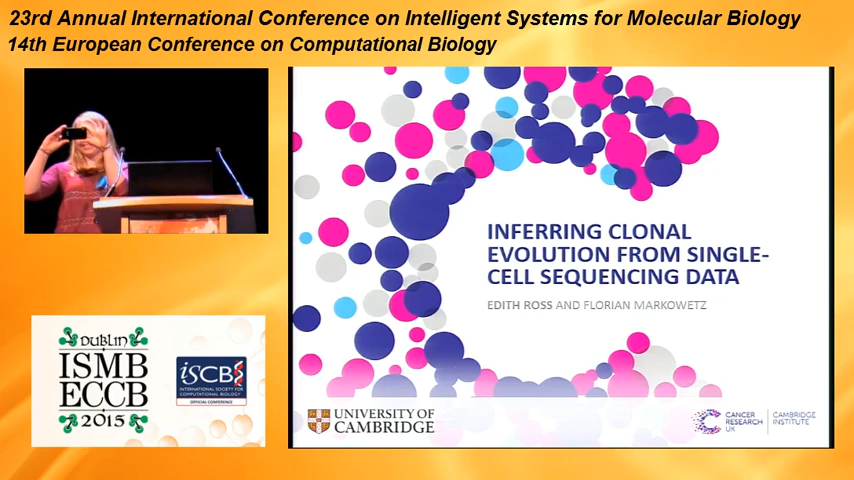 23rd Annual International Conference on Intelligent Systems for Molecular Biology
14th European Conference on Computational Biology
INFERRING CLONAL
EVOLUTION FROM SINGLE-
CELL SEQUENCING DATA
EDITH ROSS AND FLORIAN MARKOWETZ
DUBLIN
ISMB
ECCB
2015
ISCB
INTERNATIONAL SOCIETY FOR
COMPUTATIONAL BIOLOGY
OFFICIAL CONFERENCE
UNIVERSITY OF
CAMBRIDGE
CANCER
RESEARCH
UK
CAMBRIDGE
INSTITUTE